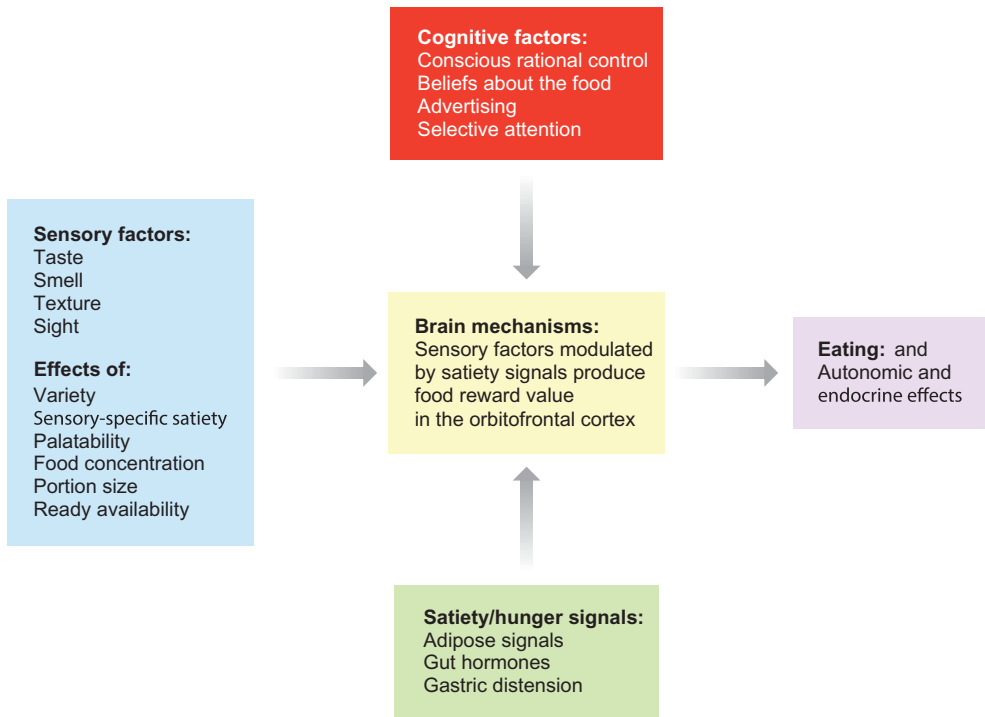 Cognitive factors:
Conscious rational control
Beliefs about the food
Advertising
Selective attention
Sensory factors:
Taste
Smell
Texture
Sight
Effects of:
Variety
Sensory-specific satiety
Palatability
Food concentration
Portion size
Ready availability
Brain mechanisms:
Sensory factors modulated
by satiety signals produce
food reward value
in the orbitofrontal cortex
Eating: and
Autonomic and
endocrine effects
Satiety/hunger signals:
Adipose signals
Gut hormones
Gastric distension